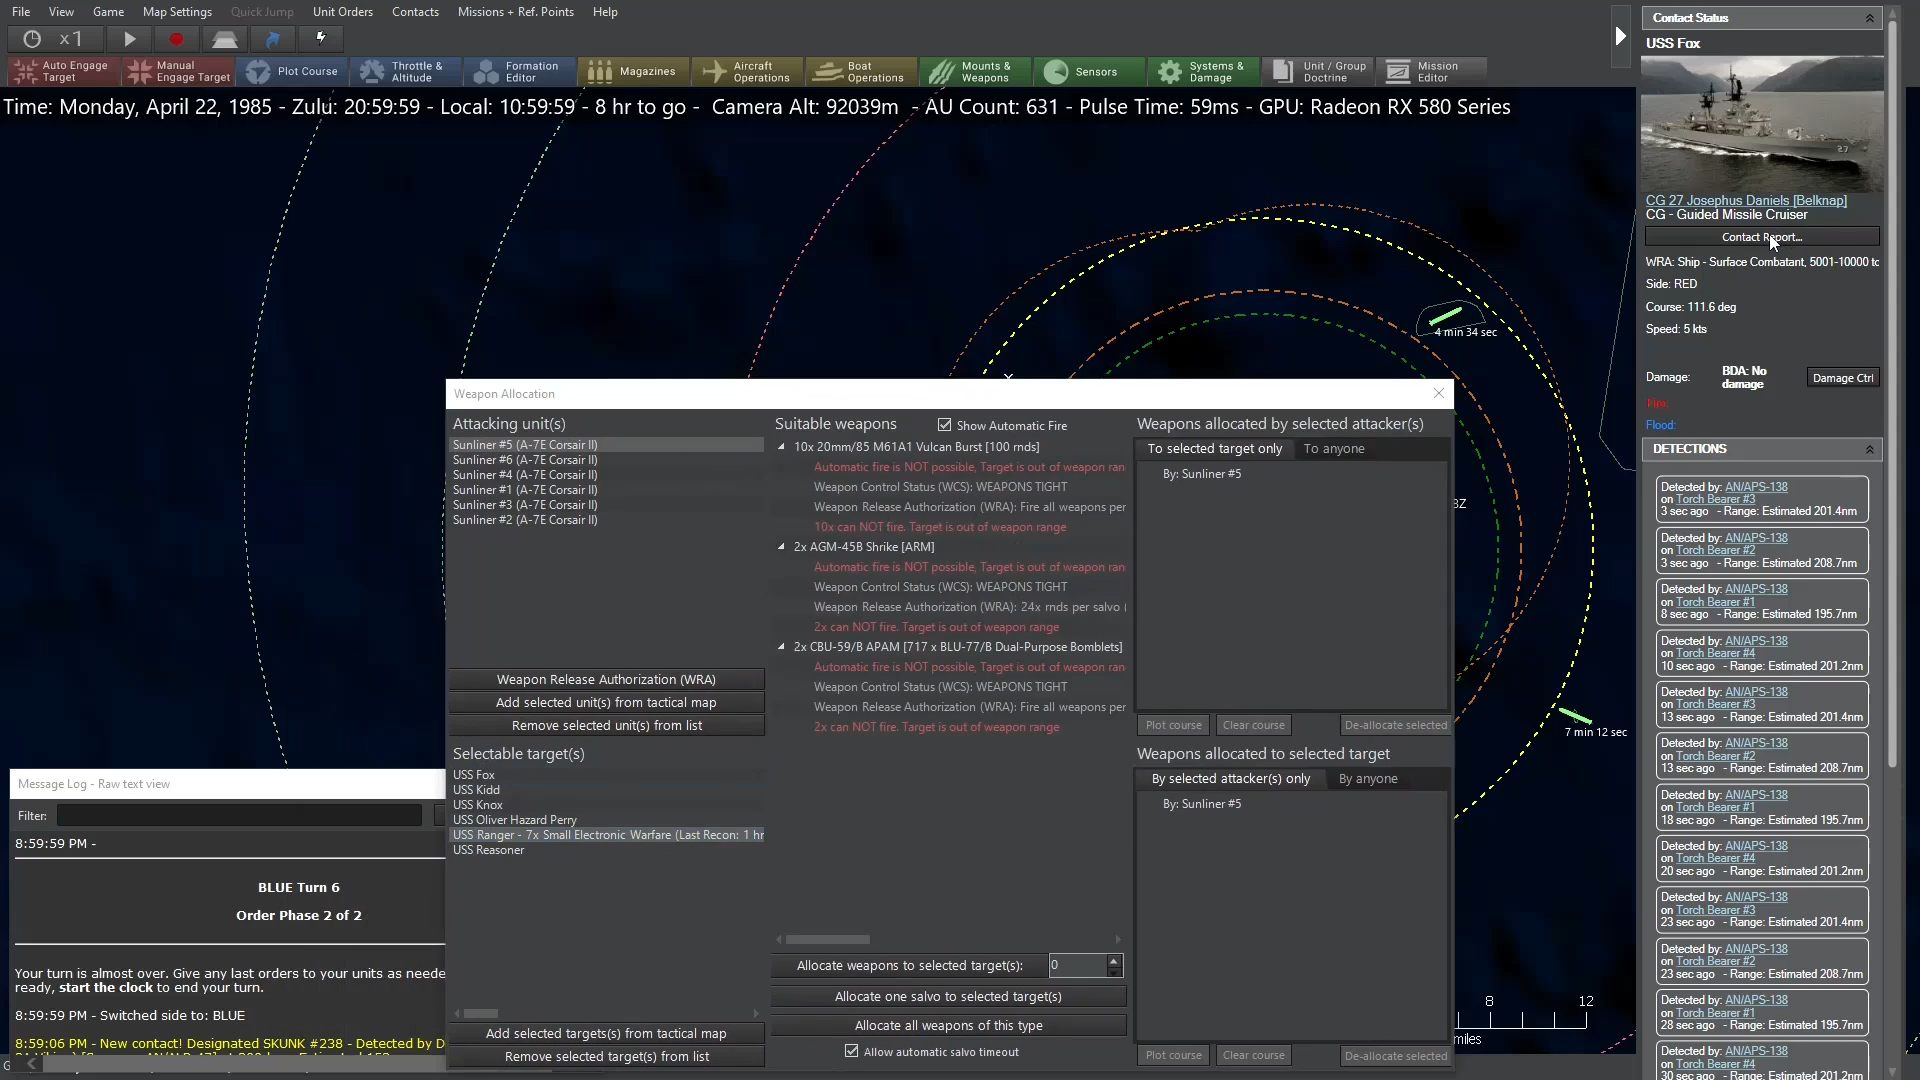 File View Game Map Settings Quick Jump Unit Orders Contacts Missions + Ref. Points Help
x1
Auto Engage Target
Manual Engage Target
Plot Course
Throttle & Altitude
Formation Editor
Magazines
Aircraft Operations
Boat Operations
Mounts & Weapons
Sensors
Systems & Damage
Unit / Group Doctrine
Mission Editor
Time: Monday, April 22, 1985 - Zulu: 20:59:59 - Local: 10:59:59 - 8 hr to go - Camera Alt: 92039m - AU Count: 631 - Pulse Time: 59ms - GPU: Radeon RX 580 Series
4 min 34 sec
7 min 12 sec
8 12
miles
Weapon Allocation
Attacking unit(s)
Sunliner #5 (A-7E Corsair II)
Sunliner #6 (A-7E Corsair II)
Sunliner #4 (A-7E Corsair II)
Sunliner #1 (A-7E Corsair II)
Sunliner #3 (A-7E Corsair II)
Sunliner #2 (A-7E Corsair II)
Weapon Release Authorization (WRA)
Add selected unit(s) from tactical map
Remove selected unit(s) from list
Selectable target(s)
USS Fox
USS Kidd
USS Knox
USS Oliver Hazard Perry
USS Ranger - 7x Small Electronic Warfare (Last Recon: 1 hr
USS Reasoner
Add selected targets(s) from tactical map
Remove selected target(s) from list
Suitable weapons
Show Automatic Fire
10x 20mm/85 M61A1 Vulcan Burst [100 rnds]
Automatic fire is NOT possible, Target is out of weapon ran
Weapon Control Status (WCS): WEAPONS TIGHT
Weapon Release Authorization (WRA): Fire all weapons per
10x can NOT fire. Target is out of weapon range
2x AGM-45B Shrike [ARM]
Automatic fire is NOT possible, Target is out of weapon ran
Weapon Control Status (WCS): WEAPONS TIGHT
Weapon Release Authorization (WRA): 24x rnds per salvo (
2x can NOT fire. Target is out of weapon range
2x CBU-59/B APAM [717 x BLU-77/B Dual-Purpose Bomblets]
Automatic fire is NOT possible, Target is out of weapon ran
Weapon Control Status (WCS): WEAPONS TIGHT
Weapon Release Authorization (WRA): Fire all weapons per
2x can NOT fire. Target is out of weapon range
Allocate weapons to selected target(s): 0
Allocate one salvo to selected target(s)
Allocate all weapons of this type
Allow automatic salvo timeout
Weapons allocated by selected attacker(s)
To selected target only To anyone
By: Sunliner #5
Plot course Clear course De-allocate selected
Weapons allocated to selected target
By selected attacker(s) only By anyone
By: Sunliner #5
Plot course Clear course De-allocate selected
Message Log - Raw text view
Filter:
8:59:59 PM -
BLUE Turn 6
Order Phase 2 of 2
Your turn is almost over. Give any last orders to your units as neede
ready, start the clock to end your turn.
8:59:59 PM - Switched side to: BLUE
8:59:06 PM - New contact! Designated SKUNK #238 - Detected by D
Contact Status
USS Fox
27
CG 27 Josephus Daniels [Belknap]
CG - Guided Missile Cruiser
Contact Report...
WRA: Ship - Surface Combatant, 5001-10000 tc
Side: RED
Course: 111.6 deg
Speed: 5 kts
Damage: BDA: No damage Damage Ctrl
Fire:
Flood:
DETECTIONS
Detected by: AN/APS-138
on Torch Bearer #3
3 sec ago - Range: Estimated 201.4nm
Detected by: AN/APS-138
on Torch Bearer #2
3 sec ago - Range: Estimated 208.7nm
Detected by: AN/APS-138
on Torch Bearer #1
8 sec ago - Range: Estimated 195.7nm
Detected by: AN/APS-138
on Torch Bearer #4
10 sec ago - Range: Estimated 201.2nm
Detected by: AN/APS-138
on Torch Bearer #3
13 sec ago - Range: Estimated 201.4nm
Detected by: AN/APS-138
on Torch Bearer #2
13 sec ago - Range: Estimated 208.7nm
Detected by: AN/APS-138
on Torch Bearer #1
18 sec ago - Range: Estimated 195.7nm
Detected by: AN/APS-138
on Torch Bearer #4
20 sec ago - Range: Estimated 201.2nm
Detected by: AN/APS-138
on Torch Bearer #3
23 sec ago - Range: Estimated 201.4nm
Detected by: AN/APS-138
on Torch Bearer #2
23 sec ago - Range: Estimated 208.7nm
Detected by: AN/APS-138
on Torch Bearer #1
28 sec ago - Range: Estimated 195.7nm
Detected by: AN/APS-138
on Torch Bearer #4
30 sec ago - Range: Estimated 201.2nm